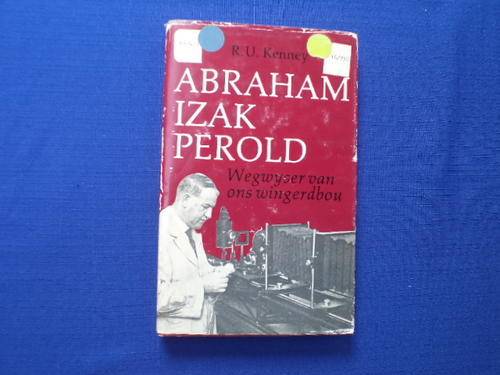 R. U. Kenney
ABRAHAM
IZAK
PEROLD
Wegwyser van
ons wingerdbou